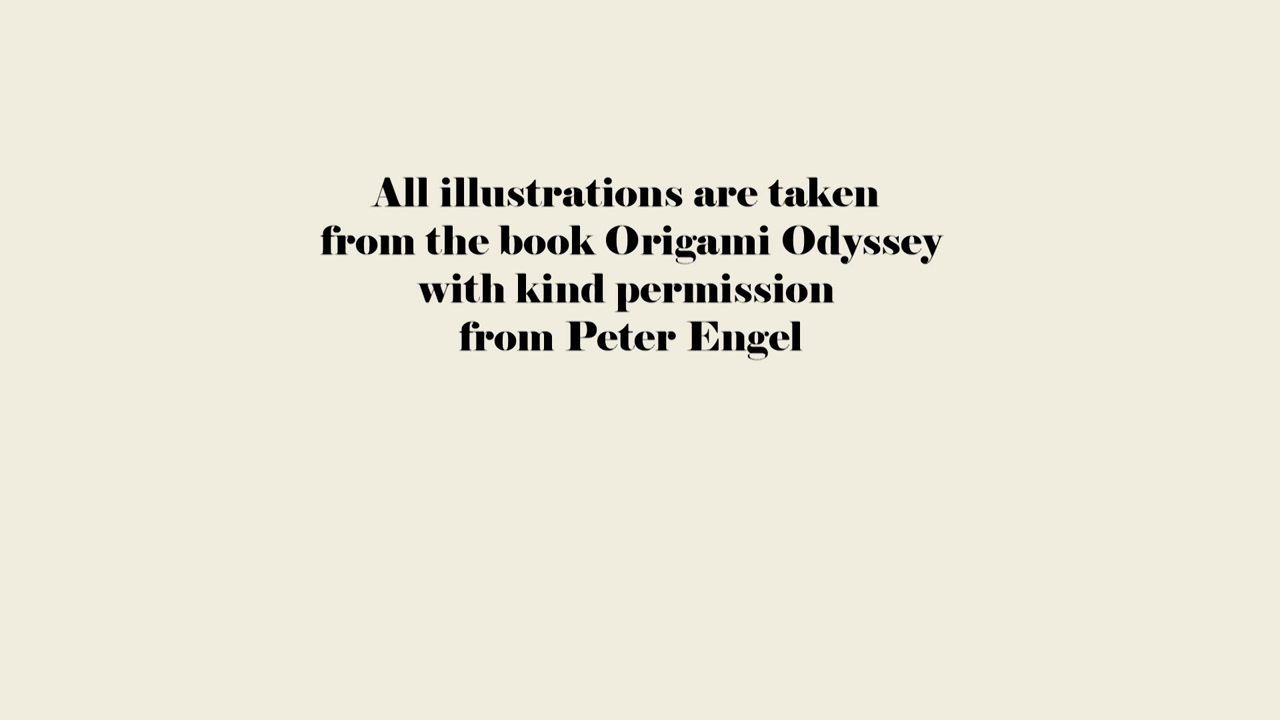 All illustrations are taken
from the book Origami Odyssey
with kind permission
from Peter Engel